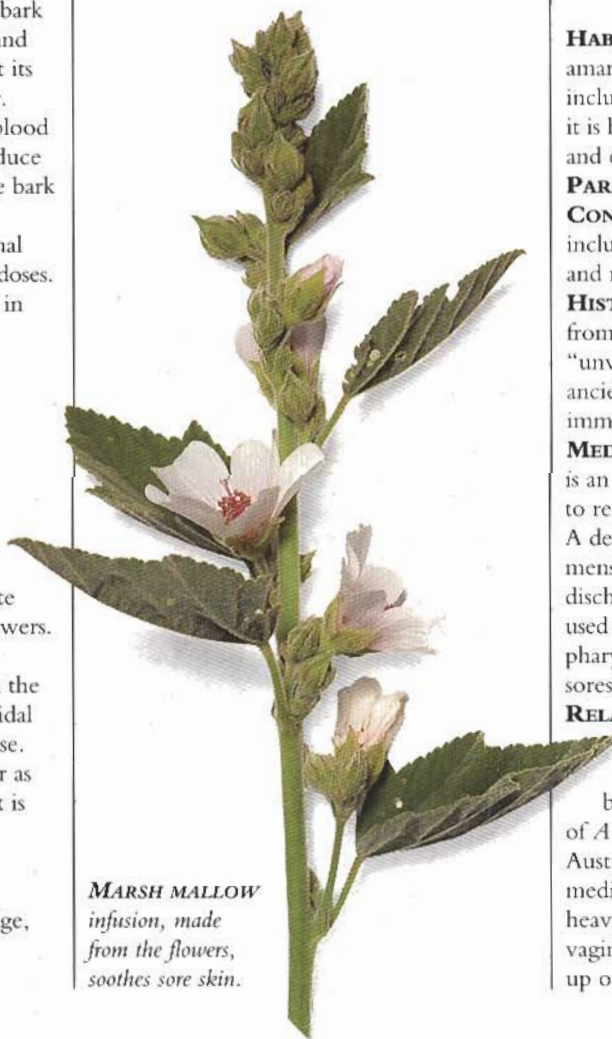 bark
and
t its
blood
duce
e bark
nal
doses.
in
te
wers.
the
idal
se.
r as
t is
ge,
MARSH MALLOW
infusion, made
from the flowers,
soothes sore skin.
HAB
amar
inclu
it is h
and c
PAR
CON
inclu
and r
HIST
from
“unv
ancie
imm
MED
is an
to re
A de
mens
disch
used
phary
sores
RELA
b
of A
Aust
medi
heav
vagin
up o